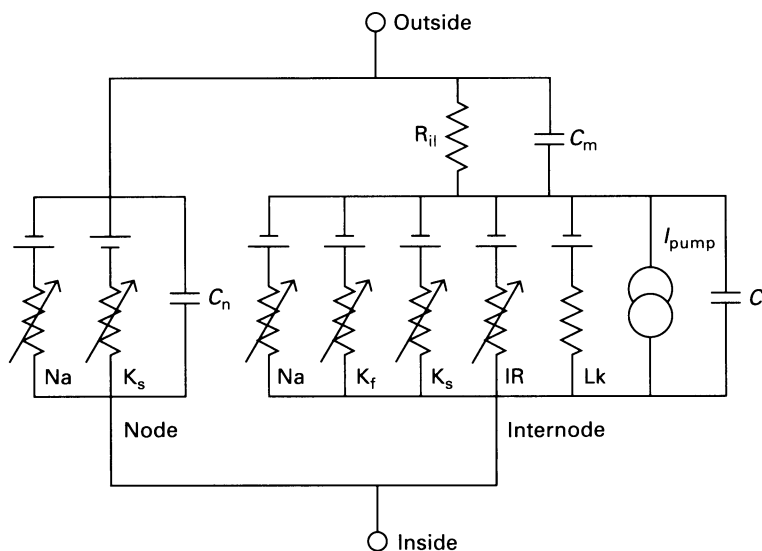 Outside
R_il
C_m
I_pump
C_n
C
Na
K_s
Na
K_f
K_s
IR
Lk
Node
Internode
Inside